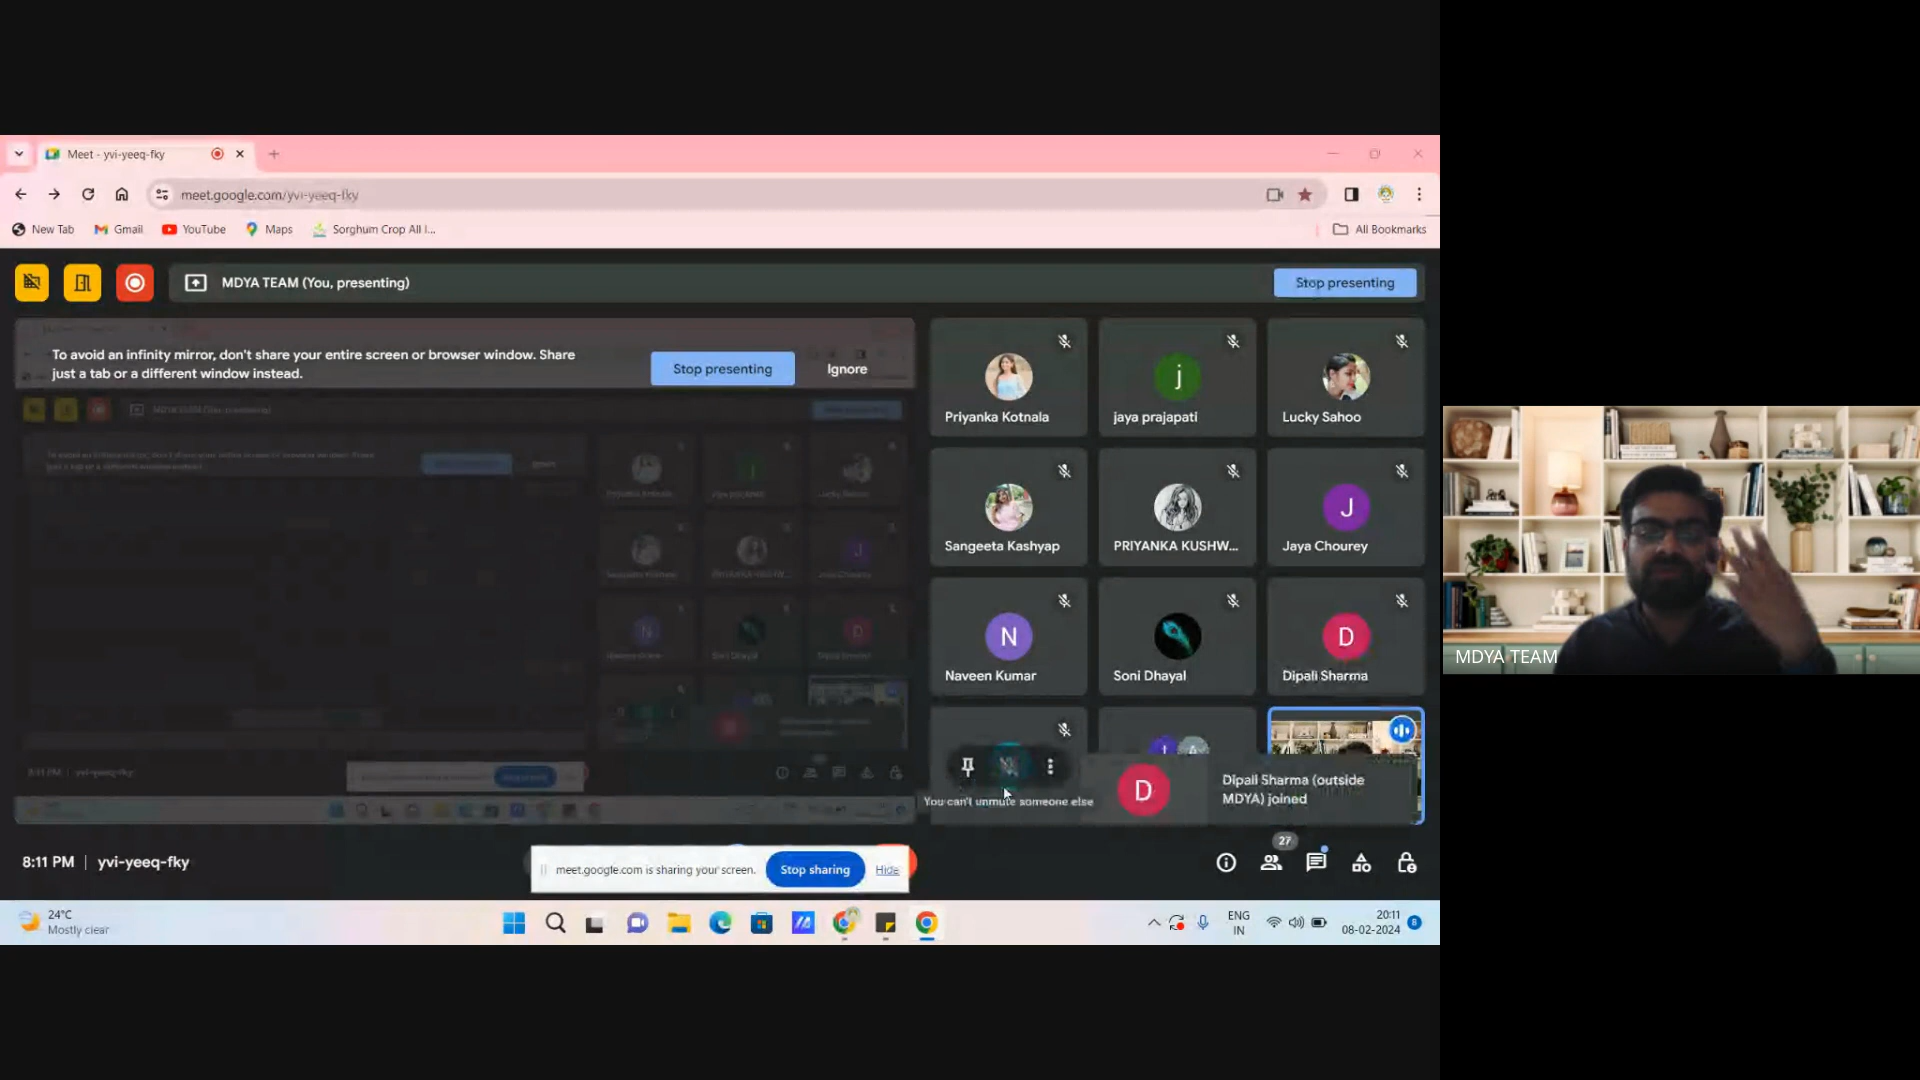 Meet - yvi-yeeq-fky
meet.google.com/yvi-yeeq-fky
New Tab
Gmail
YouTube
Maps
Sorghum Crop All I...
All Bookmarks
MDYA TEAM (You, presenting)
Stop presenting
To avoid an infinity mirror, don't share your entire screen or browser window. Share
just a tab or a different window instead.
Stop presenting
Ignore
Priyanka Kotnala
j
jaya prajapati
Lucky Sahoo
Sangeeta Kashyap
PRIYANKA KUSHW...
J
Jaya Chourey
N
Naveen Kumar
Soni Dhayal
D
Dipali Sharma
You can't unmute someone else
D
Dipali Sharma (outside
MDYA) joined
MDYA TEAM
8:11 PM | yvi-yeeq-fky
meet.google.com is sharing your screen.
Stop sharing
Hide
27
24°C
Mostly clear
ENG
IN
20:11
08-02-2024
8